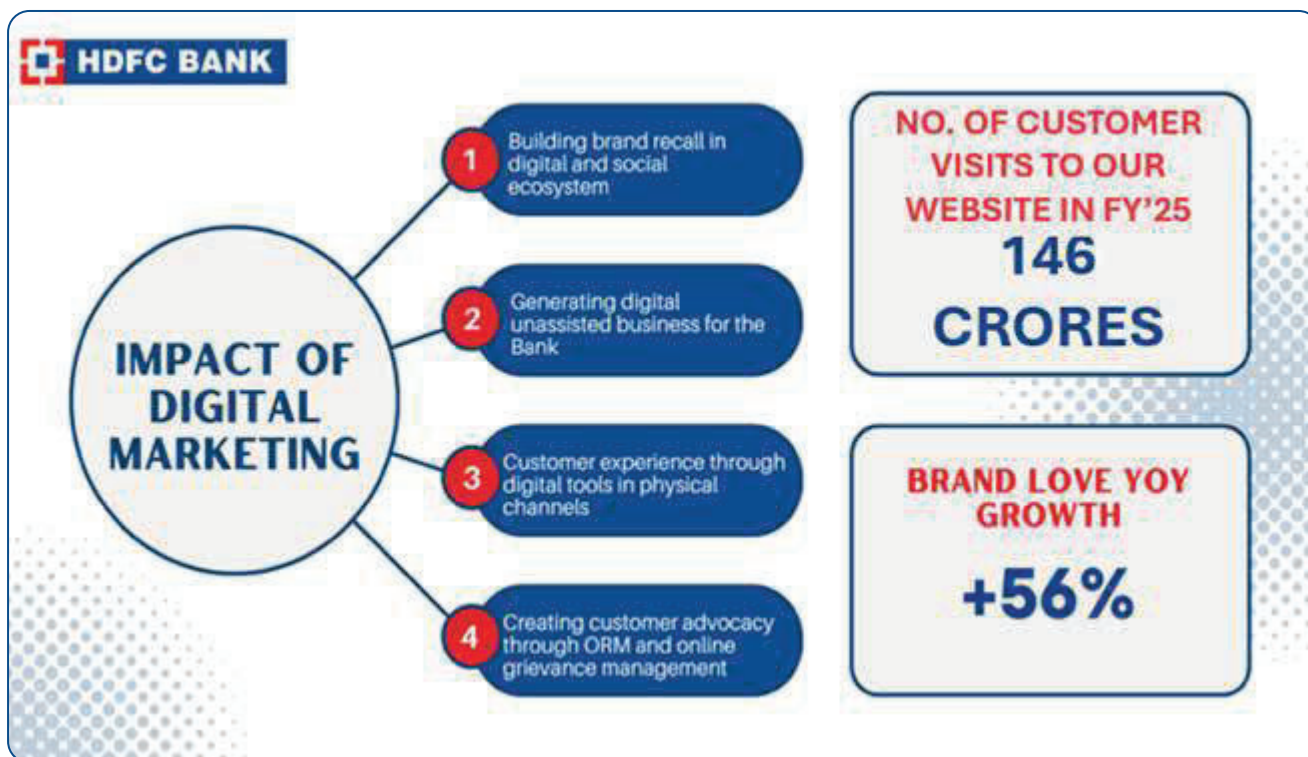 HDFC BANK
IMPACT OF
DIGITAL
MARKETING
1
Building brand recall in
digital and social
ecosystem
2
Generating digital
unassisted business for the
Bank
3
Customer experience through
digital tools in physical
channels
4
Creating customer advocacy
through ORM and online
grievance management
NO. OF CUSTOMER
VISITS TO OUR
WEBSITE IN FY'25
146
CRORES
BRAND LOVE YOY
GROWTH
+56%